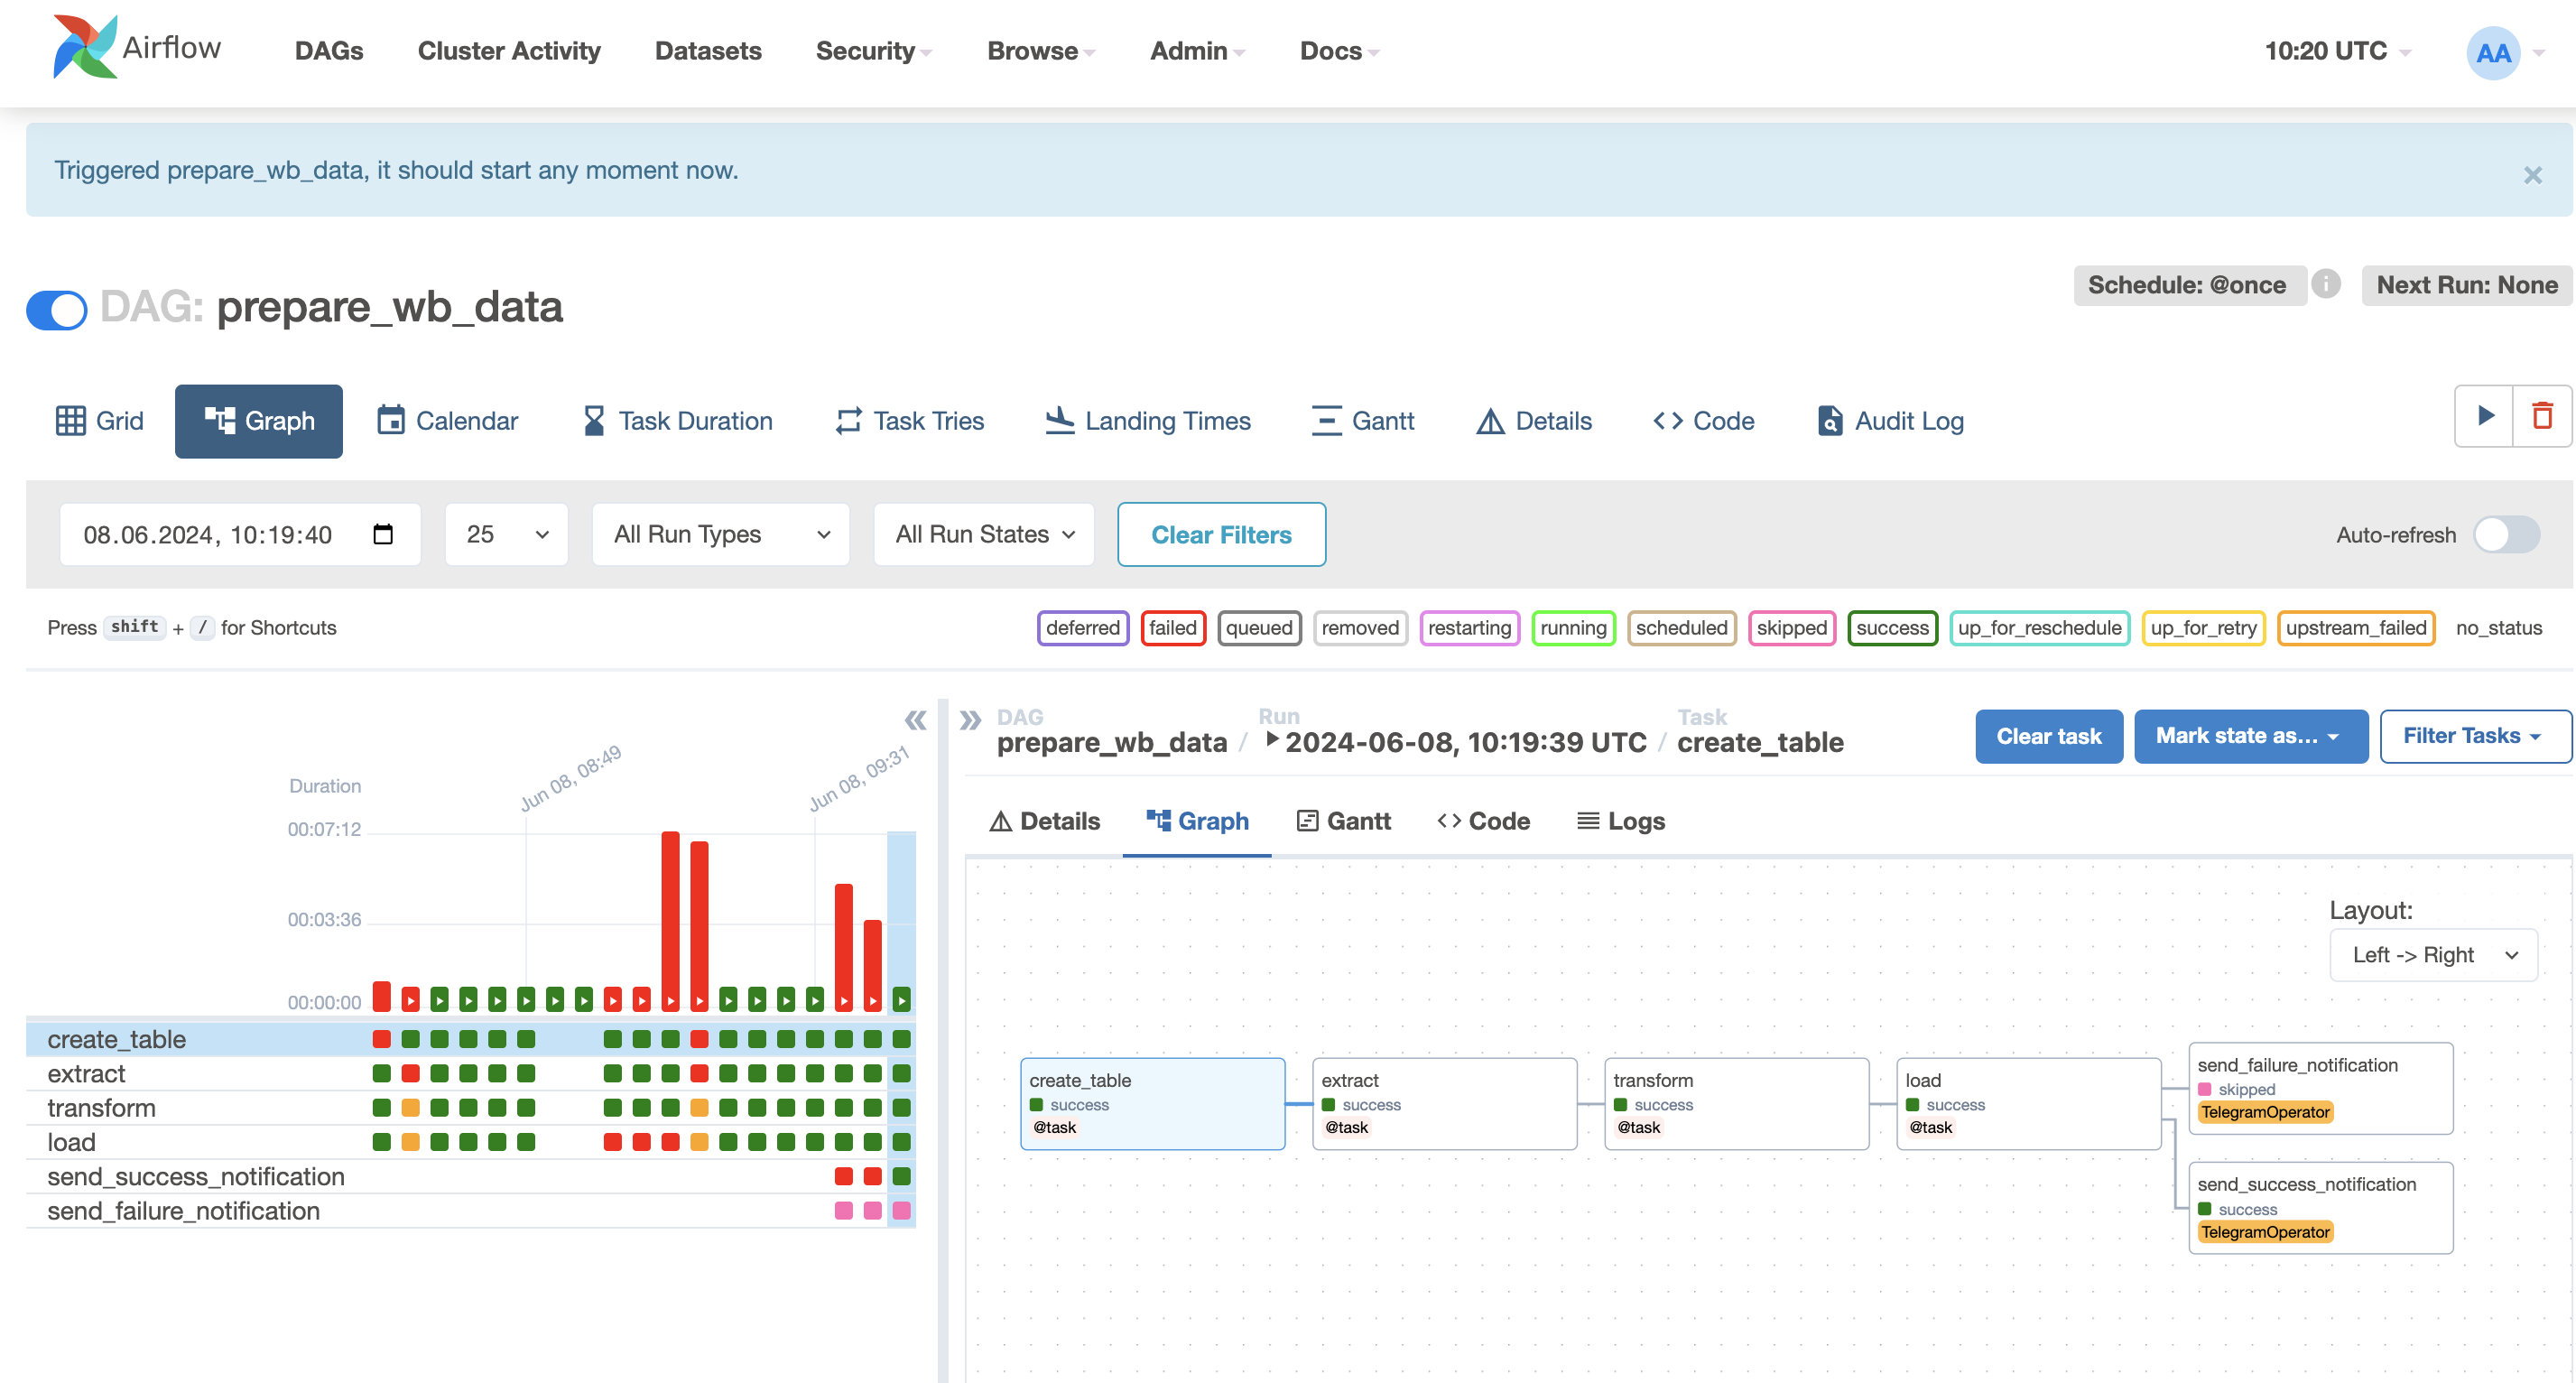 Airflow DAGs Cluster Activity Datasets Security Browse Admin Docs 10:20 UTC AA
Triggered prepare_wb_data, it should start any moment now. ×
DAG: prepare_wb_data
Schedule: @once i Next Run: None
Grid Graph Calendar Task Duration Task Tries Landing Times Gantt Details Code Audit Log
08.06.2024, 10:19:40 25 All Run Types All Run States Clear Filters Auto-refresh
Press shift + / for Shortcuts
deferred failed queued removed restarting running scheduled skipped success up_for_reschedule up_for_retry upstream_failed no_status
Duration
Jun 08, 08:49
Jun 08, 09:31
00:07:12
00:03:36
00:00:00
create_table
extract
transform
load
send_success_notification
send_failure_notification
DAG Run Task
prepare_wb_data / 2024-06-08, 10:19:39 UTC / create_table
Clear task Mark state as... Filter Tasks
Details Graph Gantt Code Logs
Layout:
Left -> Right
create_table
success
@task
extract
success
@task
transform
success
@task
load
success
@task
send_failure_notification
skipped
TelegramOperator
send_success_notification
success
TelegramOperator